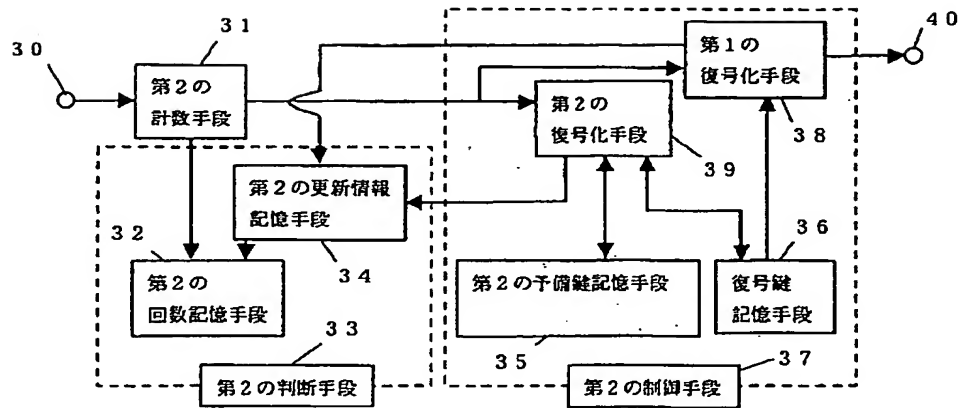 30
31
第2の
計数手段
第1の
復号化手段
40
38
第2の
復号化手段
39
第2の更新情報
記憶手段
34
32
第2の
回数記憶手段
第2の予備鍵記憶手段
35
36
復号鍵
記憶手段
33
第2の判断手段
37
第2の制御手段